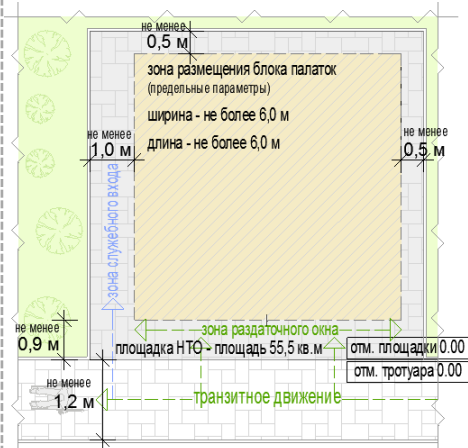 не менее
0,5 м
зона размещения блока палаток
(предельные параметры)
ширина - не более 6,0 м
длина - не более 6,0 м
не менее
1,0 м
не менее
0,5 м
зона служебного входа
зона раздаточного окна
не менее
0,9 м
площадка НТО - площадь 55,5 кв.м
отм. площадки 0.00
отм. тротуара 0.00
не менее
1,2 м
транзитное движение